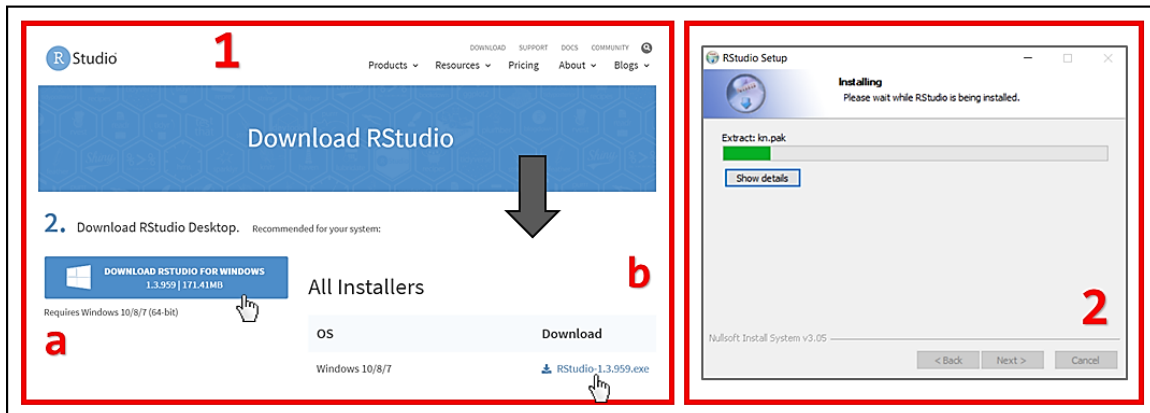 1
R Studio
DOWNLOAD SUPPORT DOCS COMMUNITY
Products Resources Pricing About Blogs
Download RStudio
2. Download RStudio Desktop. Recommended for your system:
DOWNLOAD RSTUDIO FOR WINDOWS
1.3.959 | 171.41MB
Requires Windows 10/8/7 (64-bit)
a
b
All Installers
OS Download
Windows 10/8/7 RStudio-1.3.959.exe
RStudio Setup
Installing
Please wait while RStudio is being installed.
Extract: kn.pak
Show details
2
Nullsoft Install System v3.05
< Back Next > Cancel